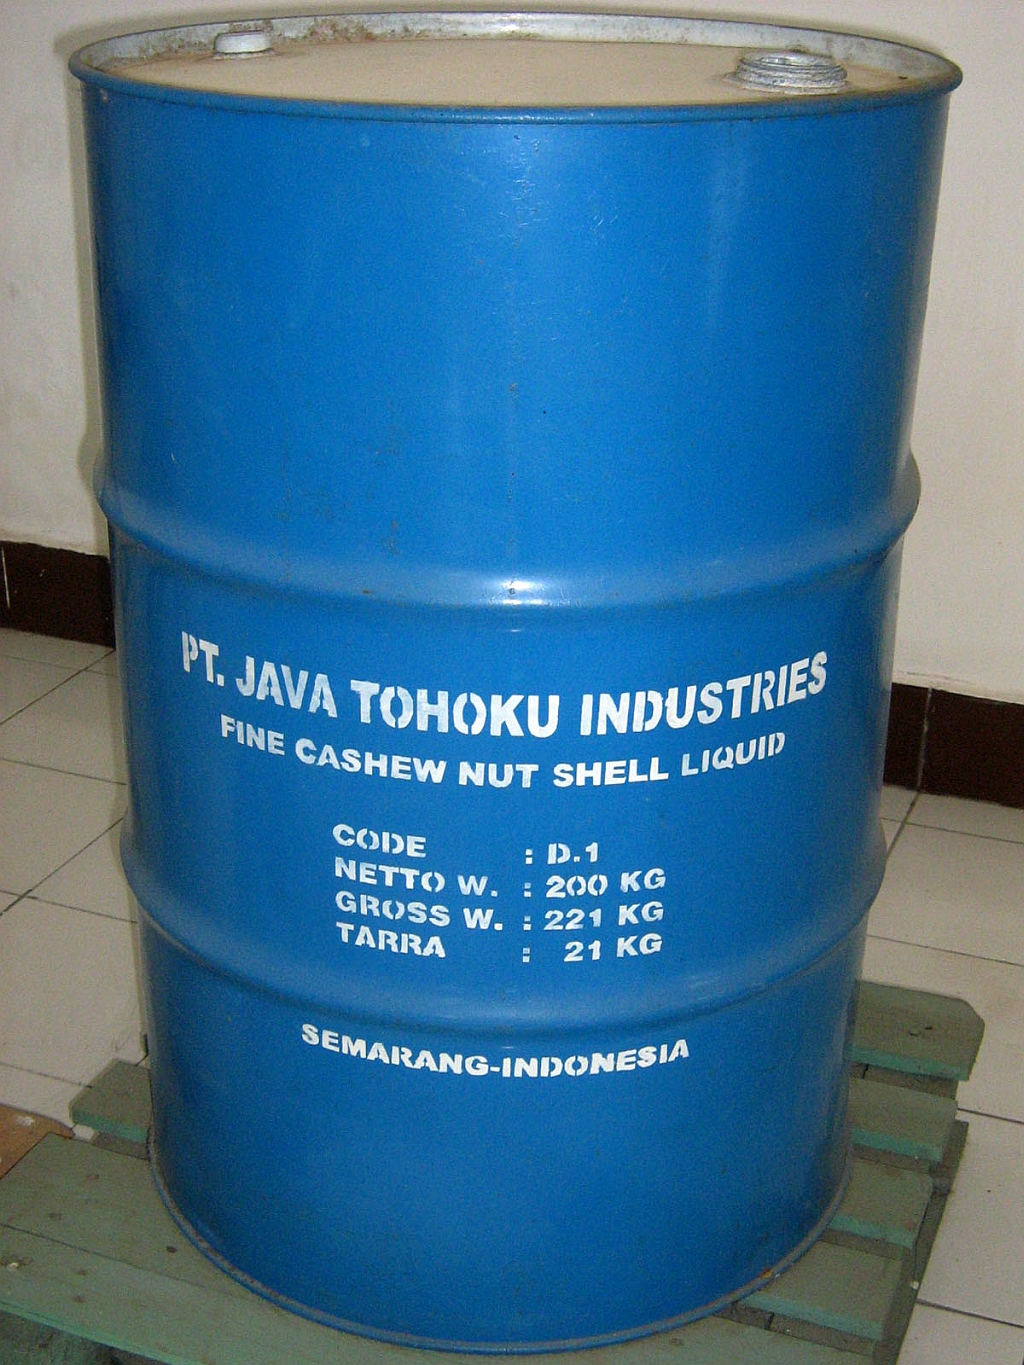 PT. JAVA TOHOKU INDUSTRIES
FINE CASHEW NUT SHELL LIQUID
CODE : D.1
NETTO W. : 200 KG
GROSS W. : 221 KG
TARRA : 21 KG
SEMARANG-INDONESIA